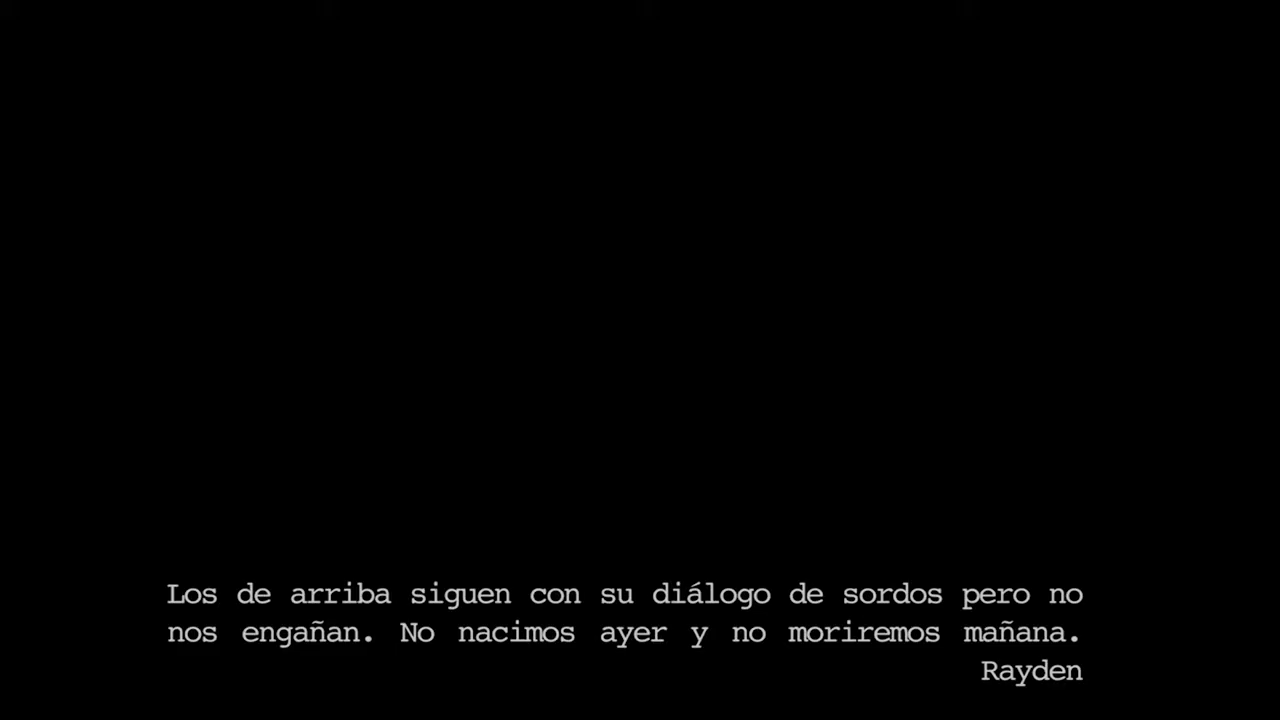 Los de arriba siguen con su diálogo de sordos pero no
nos engañan. No nacimos ayer y no moriremos mañana.
Rayden